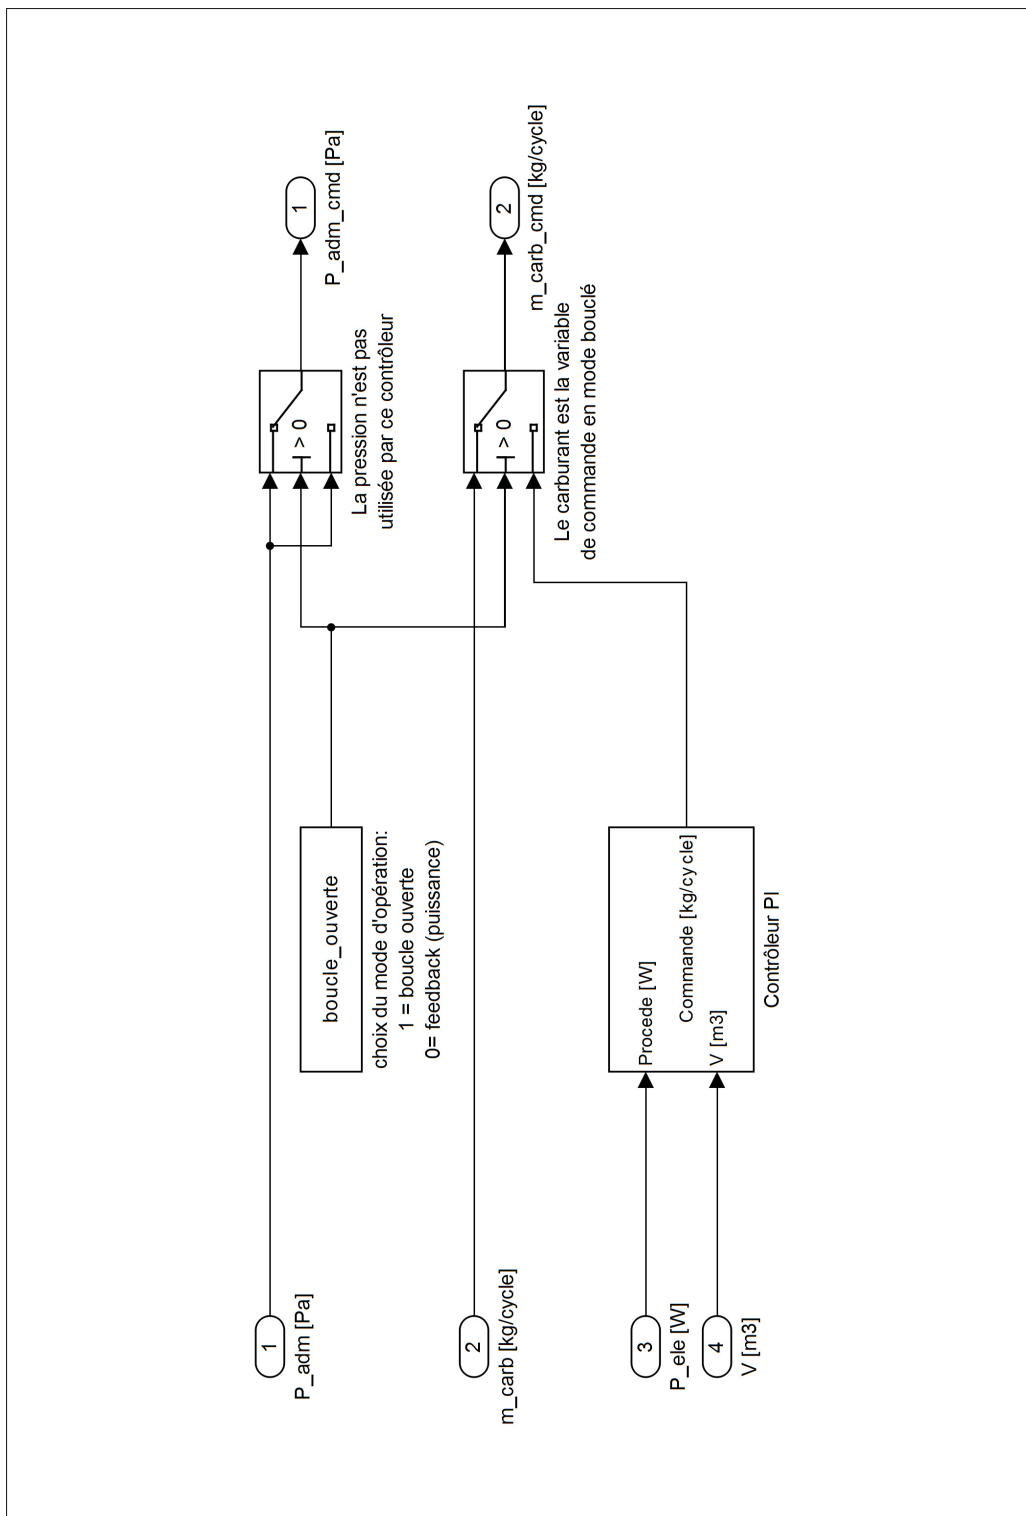 1
P_adm [Pa]
2
m_carb [kg/cycle]
3
P_ele [W]
4
V [m3]
boucle_ouverte
choix du mode d'opération:
1 = boucle ouverte
0= feedback (puissance)
Procede [W]
Commande [kg/cycle]
V [m3]
Contrôleur PI
> 0
La pression n'est pas
utilisée par ce contrôleur
> 0
Le carburant est la variable
de commande en mode bouclé
1
P_adm_cmd [Pa]
2
m_carb_cmd [kg/cycle]